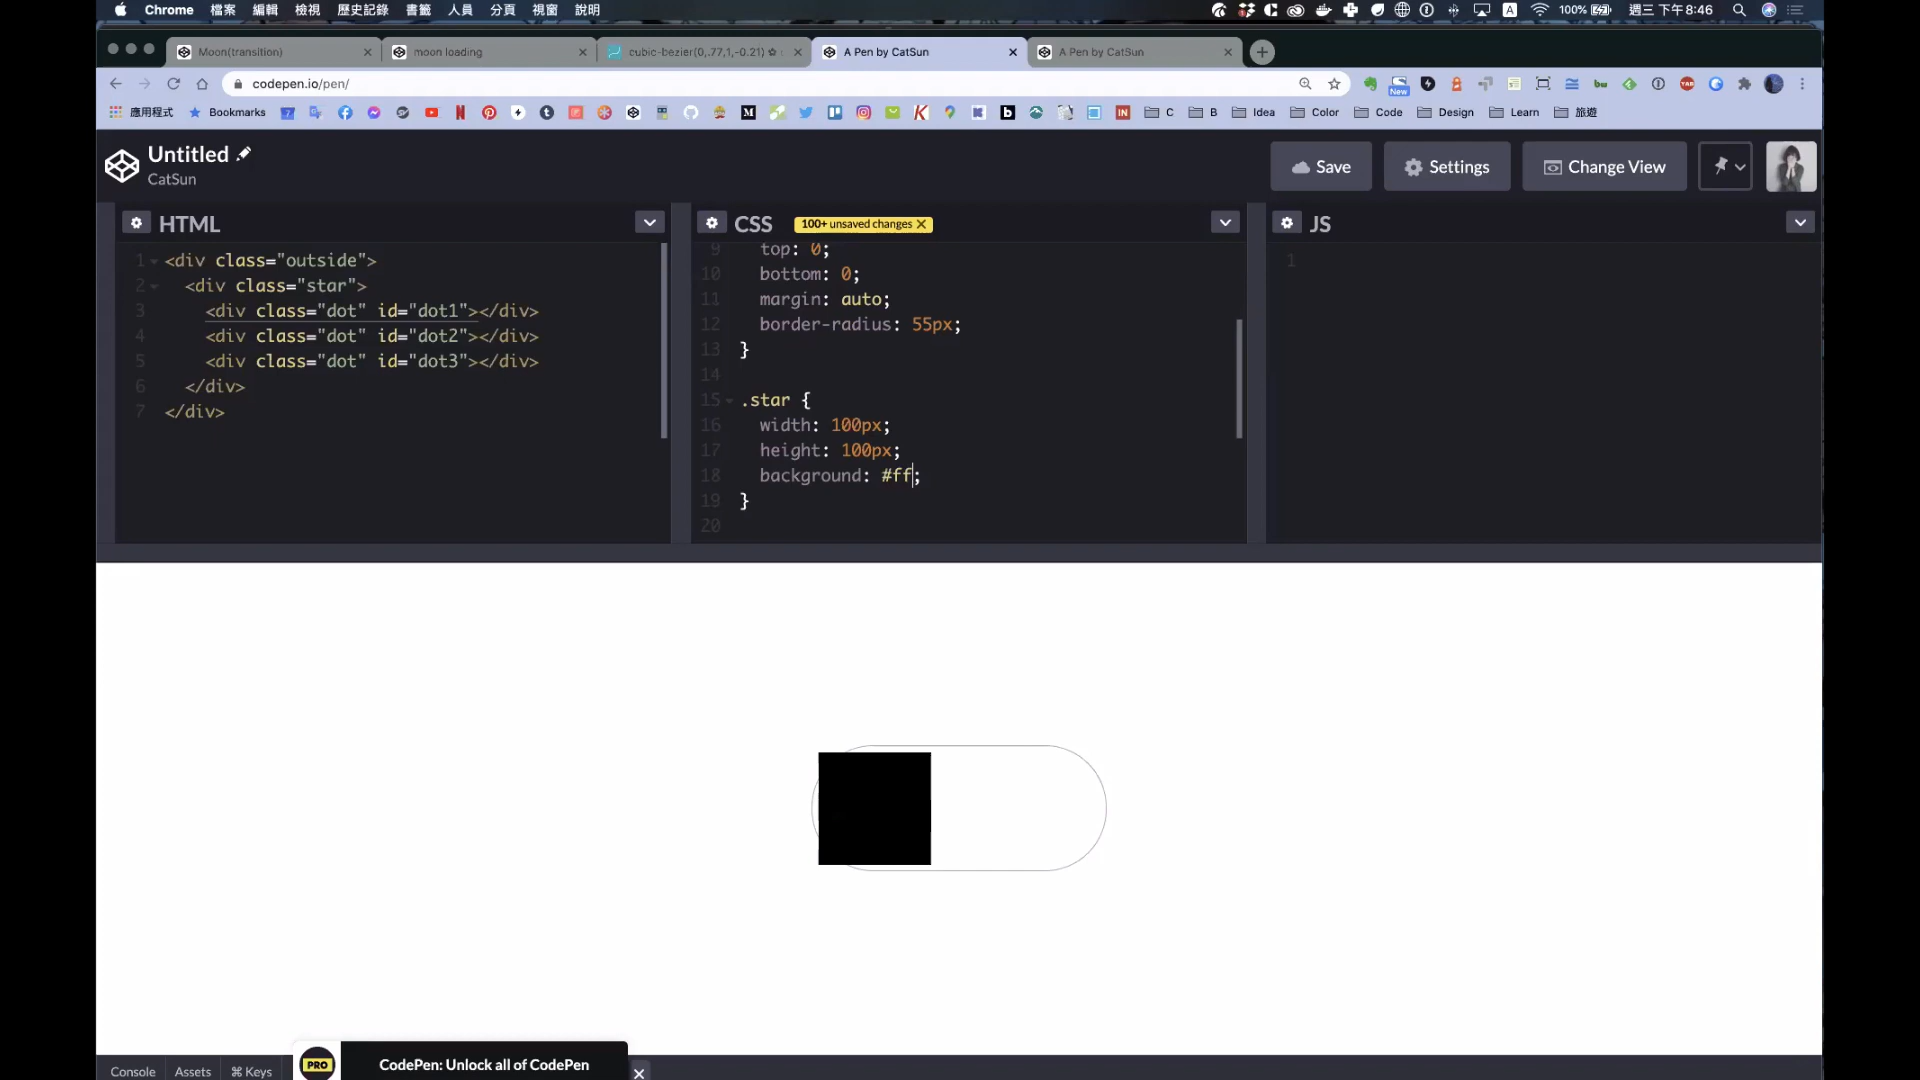 Chrome 檔案 編輯 檢視 歷史記錄 書籤 人員 分頁 視窗 說明 100% 週三 下午8:46
Moon(transition) moon loading cubic-bezier(0,.77,1,-0.21) A Pen by CatSun A Pen by CatSun
codepen.io/pen/
New
應用程式 Bookmarks C B Idea Color Code Design Learn 旅遊
Untitled
CatSun
Save Settings Change View
HTML
1 <div class="outside">
2 <div class="star">
3 <div class="dot" id="dot1"></div>
4 <div class="dot" id="dot2"></div>
5 <div class="dot" id="dot3"></div>
6 </div>
7 </div>
CSS 100+ unsaved changes
9 top: 0;
10 bottom: 0;
11 margin: auto;
12 border-radius: 55px;
13 }
14
15 .star {
16 width: 100px;
17 height: 100px;
18 background: #ff;
19 }
20
JS
1
Console Assets ⌘ Keys
PRO CodePen: Unlock all of CodePen